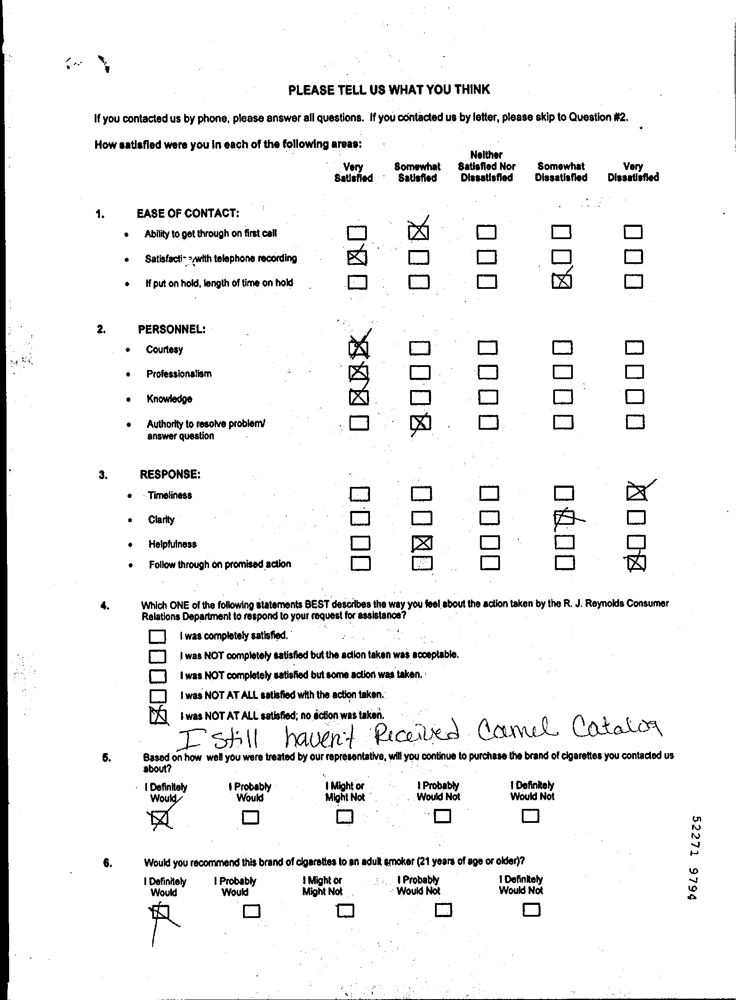 PLEASE TELL US WHAT YOU THINK
If you contacted us by phone, please answer all questions. If you contacted us by letter, please skip to Question #2.
How satisfied were you in each of the following areas:
Very Satisfied
Somewhat Satisfied
Neither Satisfied Nor Dissatisfied
Somewhat Dissatisfied
Very Dissatisfied
1. EASE OF CONTACT:
• Ability to get through on first call
• with telephone recording
• If put on hold, length of time on hold
2. PERSONNEL:
• Courtesy
• Professionalism
• Knowledge
• Authority to resolve problem/
answer question
3. RESPONSE:
• Timeliness
• Clarity
• Helpfulness
• Follow through on promised action
4. Which ONE of the following statements BEST describes the way you feel about the action taken by the R. J. Reynolds Consumer
Relations Department to respond to your request for assistance?
I was completely satisfied.
I was NOT completely satisfied but the action taken was acceptable.
I was NOT completely satisfied but some action was taken.
I was NOT AT ALL satisfied with the action taken.
I was NOT AT ALL satisfied; no action was taken.
I still haven't Received Camel Catalog
5. Based on how well you were treated by our representative, will you continue to purchase the brand of cigarettes you contacted us
about?
I Definitely Would
I Probably Would
I Might or Might Not
I Probably Would Not
I Definitely Would Not
6. Would you recommend this brand of cigarettes to an adult smoker (21 years of age or older)?
I Definitely Would
I Probably Would
I Might or Might Not
I Probably Would Not
I Definitely Would Not
52271 9794